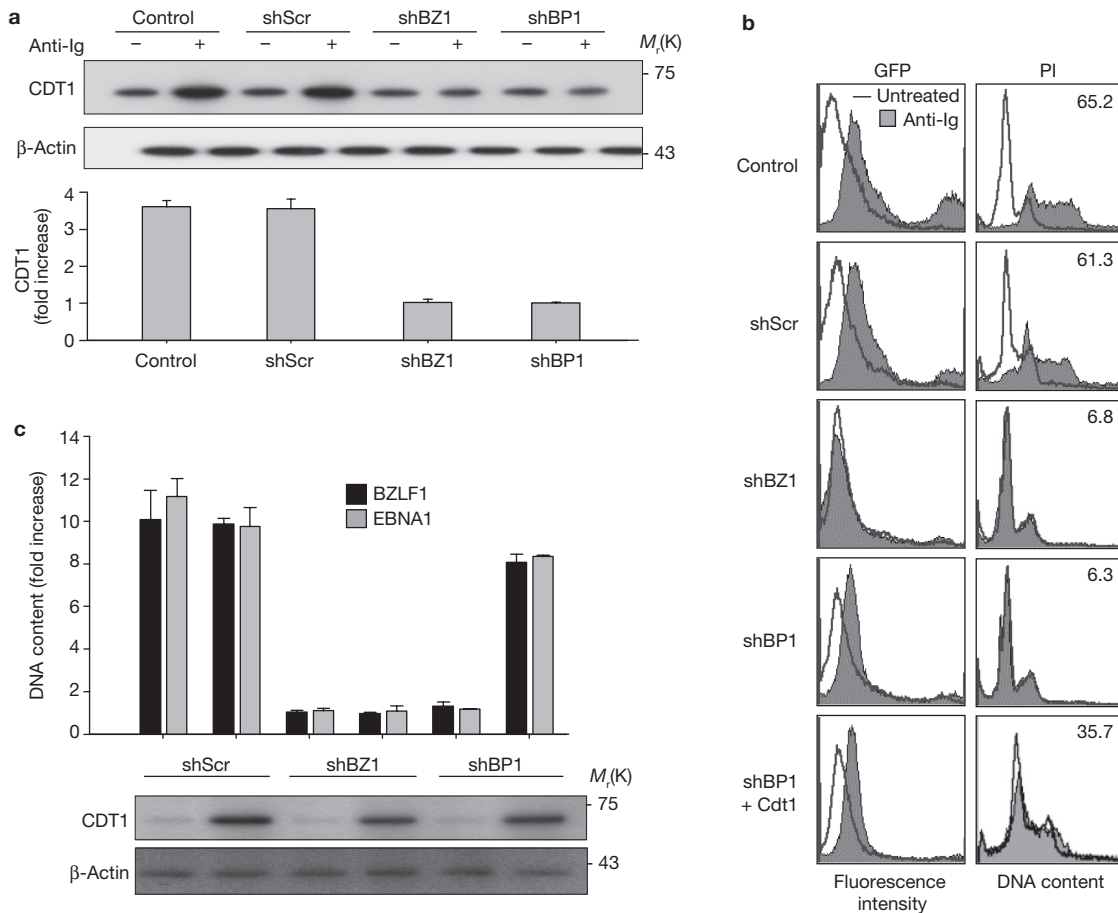 a
Control shScr shBZ1 shBP1
Anti-Ig – + – + – + – + Mr(K)
CDT1 75
β-Actin 43
CDT1
(fold increase)
4
3
2
1
0
Control shScr shBZ1 shBP1
b
GFP PI
Untreated
Anti-Ig
Control 65.2
shScr 61.3
shBZ1 6.8
shBP1 6.3
shBP1
+ Cdt1
35.7
Fluorescence
intensity
DNA content
c
DNA content (fold increase)
14
12
10
8
6
4
2
0
BZLF1
EBNA1
shScr shBZ1 shBP1 Mr(K)
CDT1 75
β-Actin 43